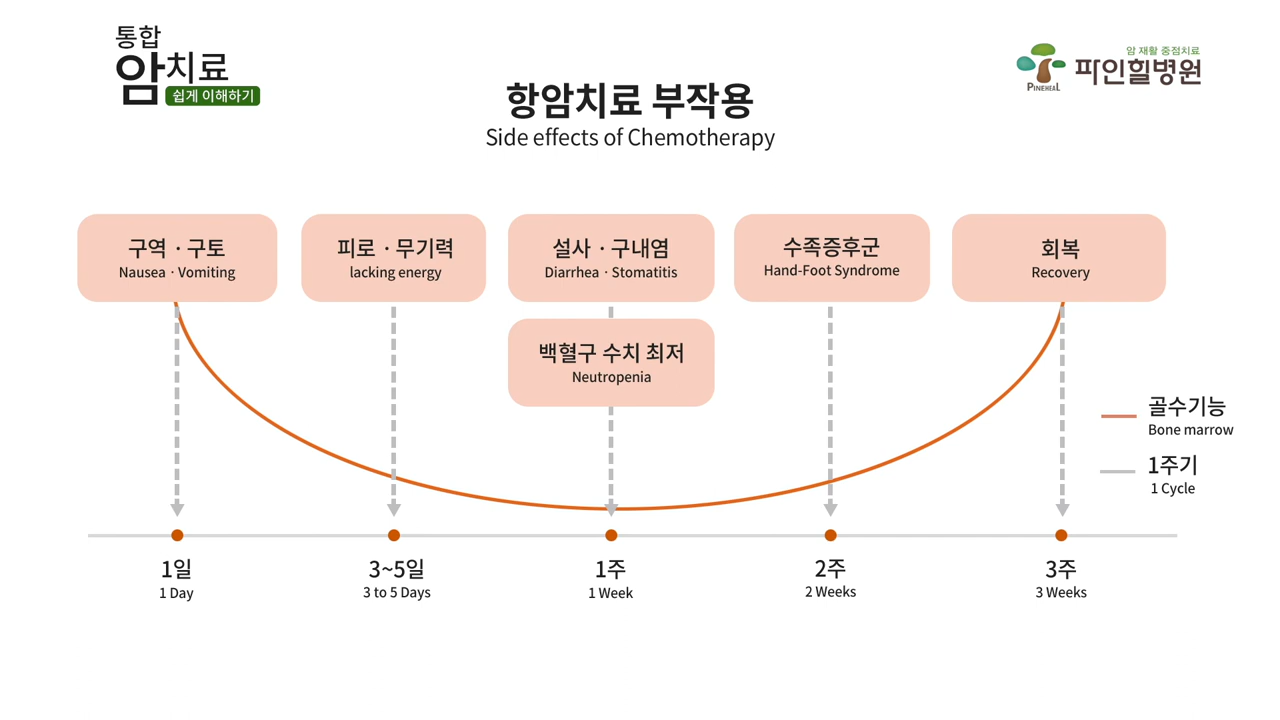 통합
암치료
쉽게 이해하기
암 재활 중점치료
파인힐병원
PINEHEAL
항암치료 부작용
Side effects of Chemotherapy
구역 · 구토
Nausea · Vomiting
피로 · 무기력
lacking energy
설사 · 구내염
Diarrhea · Stomatitis
수족증후군
Hand-Foot Syndrome
회복
Recovery
백혈구 수치 최저
Neutropenia
골수기능
Bone marrow
1주기
1 Cycle
1일
1 Day
3~5일
3 to 5 Days
1주
1 Week
2주
2 Weeks
3주
3 Weeks